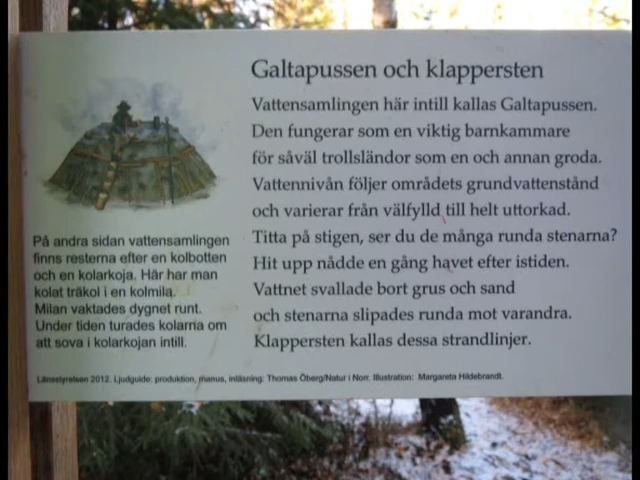 Galtapussen och klappersten
Vattensamlingen här intill kallas Galtapussen.
Den fungerar som en viktig barnkammare
för såväl trollsländor som en och annan groda.
Vattennivån följer områdets grundvattenstånd
och varierar från välfylld till helt uttorkad.
Titta på stigen, ser du de många runda stenarna?
Hit upp nådde en gång havet efter istiden.
Vattnet svallade bort grus och sand
och stenarna slipades runda mot varandra.
Klappersten kallas dessa strandlinjer.
På andra sidan vattensamlingen
finns resterna efter en kolbotten
och en kolarkoja. Här har man
kolat träkol i en kolmila.
Milan vaktades dygnet runt.
Under tiden turades kolarna om
att sova i kolarkojan intill.
Länsstyrelsen 2012. Ljudguide: produktion, manus, inläsning: Thomas Öberg/Natur i Norr. Illustration: Margareta Hildebrandt.